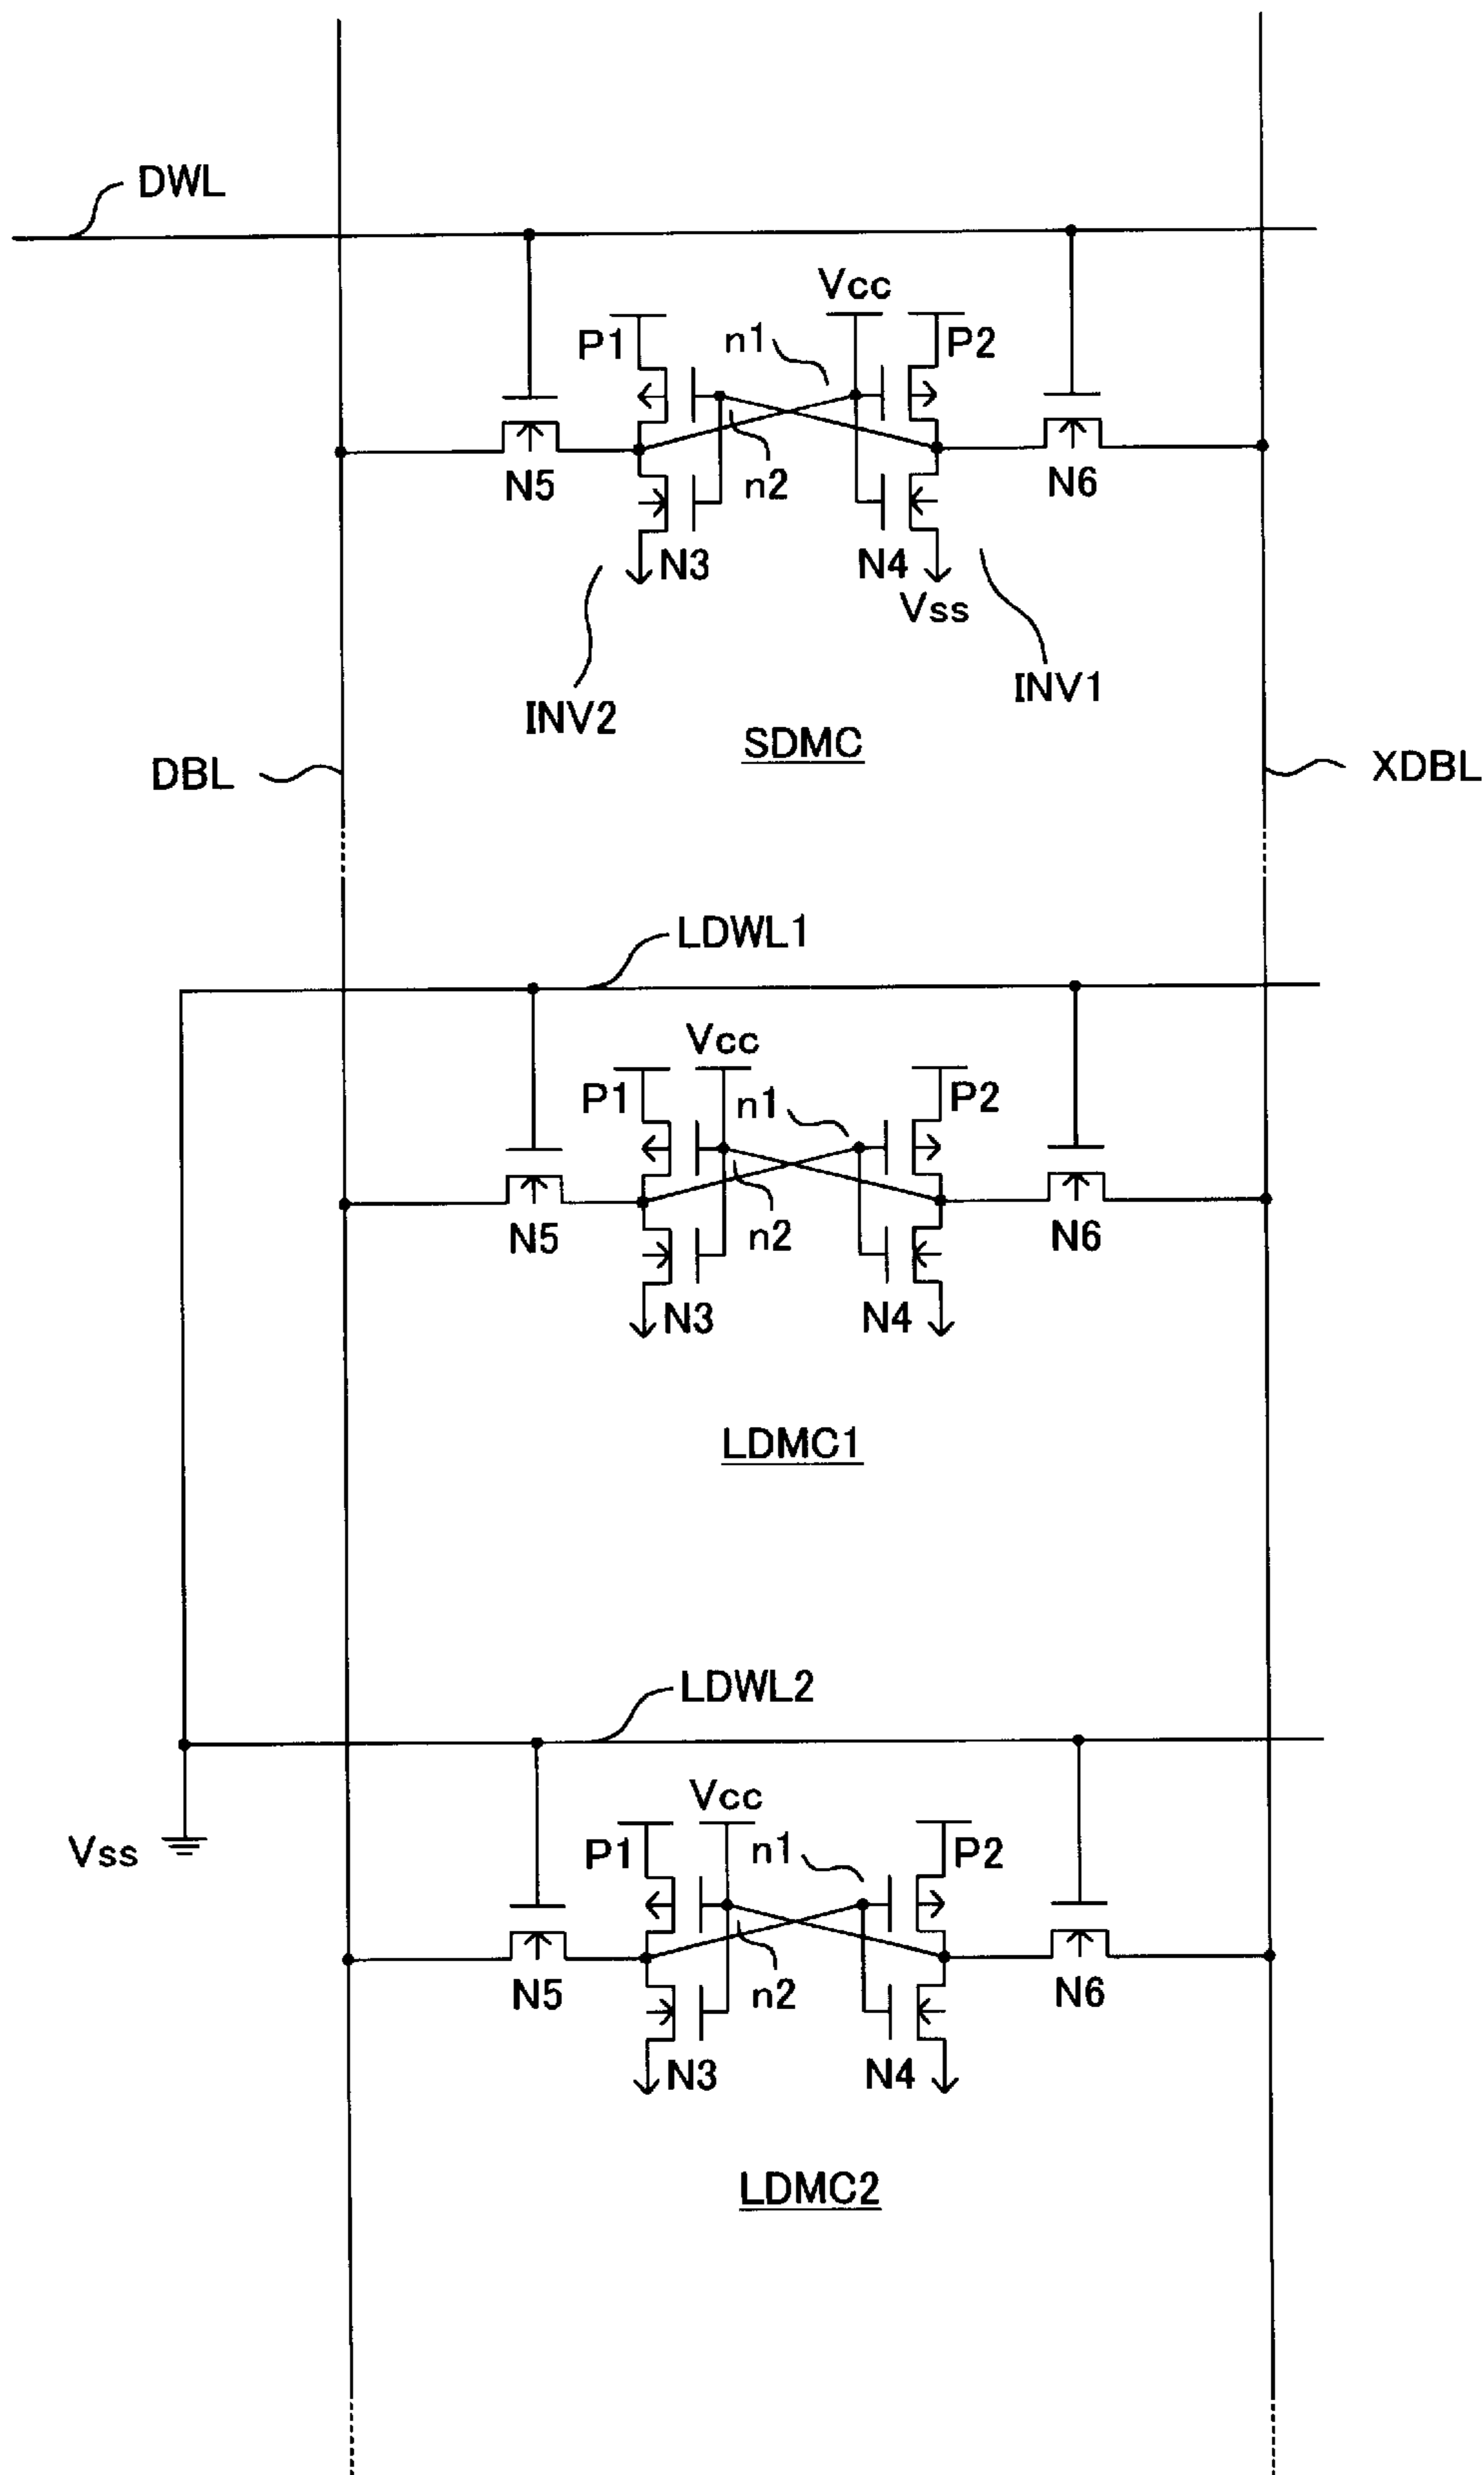 DWL
Vcc
P1
n1
P2
N5
n2
N6
N3
N4
Vss
INV2
INV1
SDMC
DBL
XDBL
LDWL1
Vcc
P1
n1
P2
N5
n2
N6
N3
N4
LDMC1
LDWL2
Vcc
Vss
P1
n1
P2
N5
n2
N6
N3
N4
LDMC2